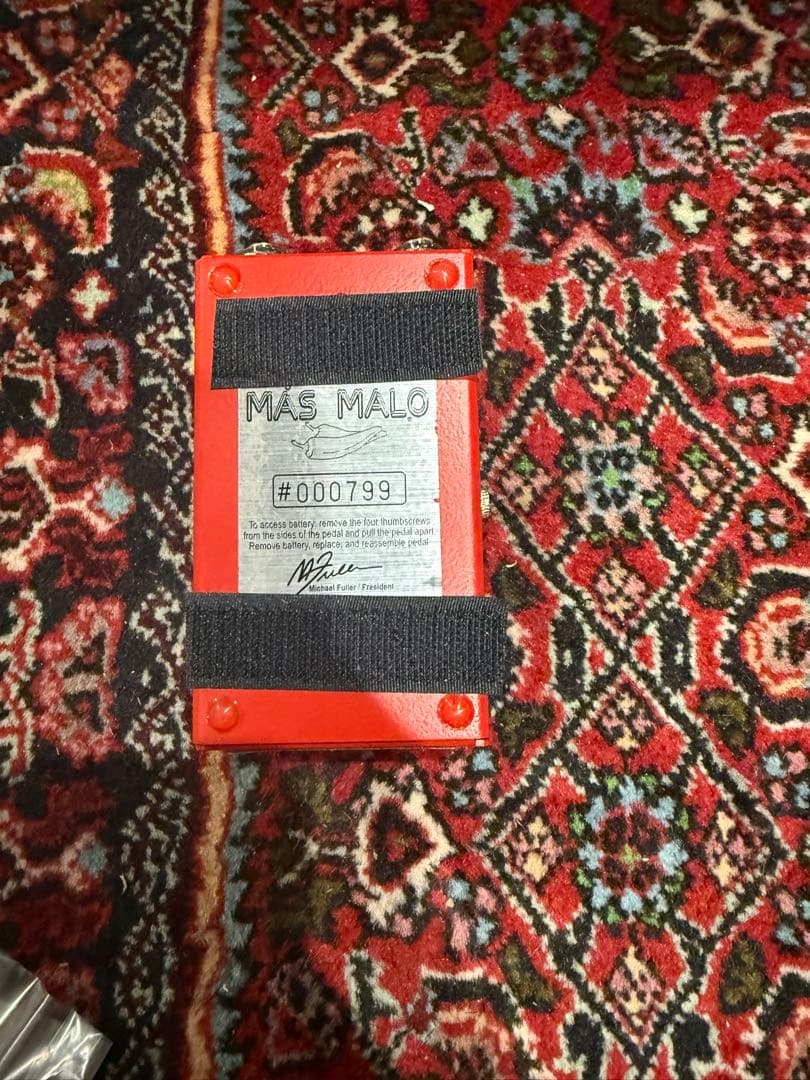 MÁS MALO
#000799
To access battery, remove the four thumbscrews
from the sides of the pedal and pull the pedal apart
Remove battery, replace, and reassemble pedal
M Fuller
Michael Fuller / President